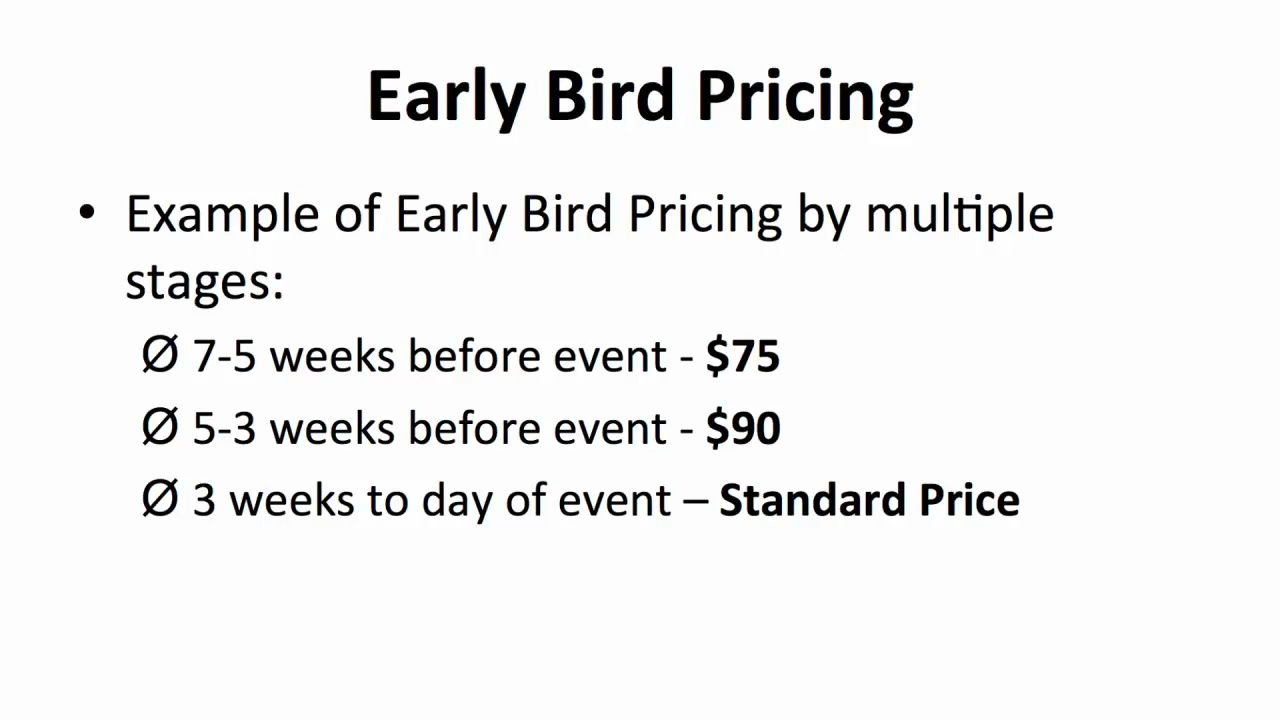 Early Bird Pricing
• Example of Early Bird Pricing by multiple
stages:
Ø 7-5 weeks before event - $75
Ø 5-3 weeks before event - $90
Ø 3 weeks to day of event – Standard Price